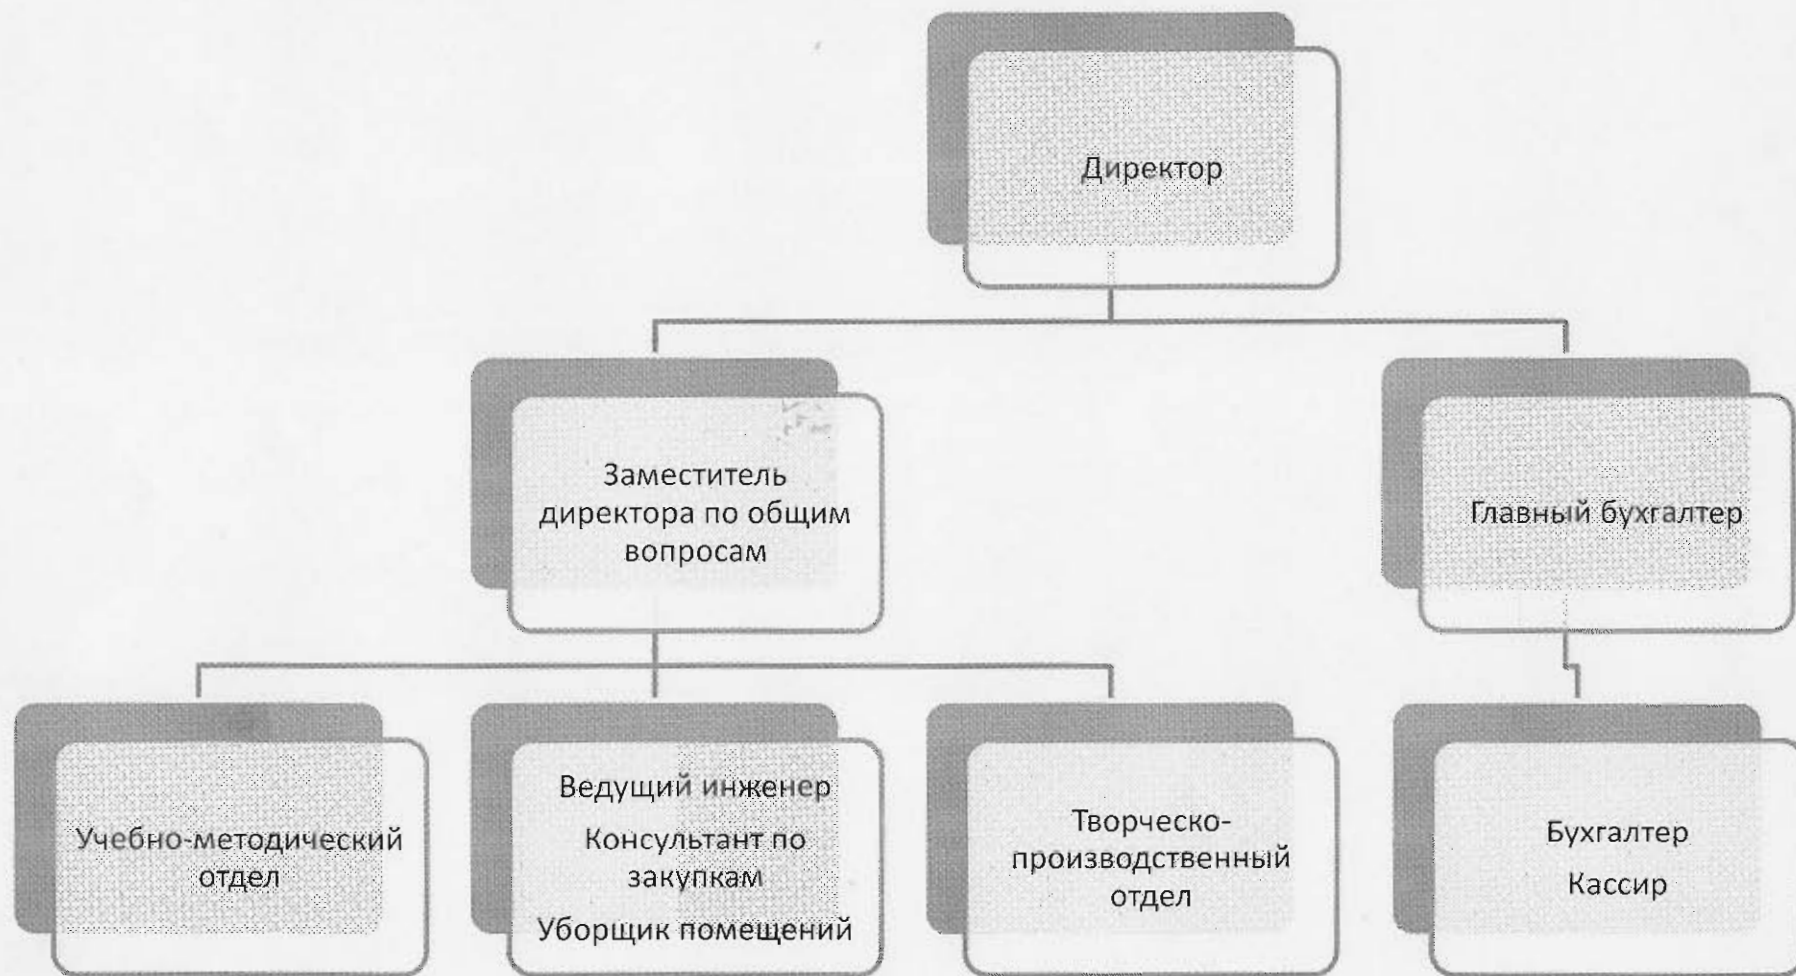 Директор
Заместитель
директора по общим
вопросам
Главный бухгалтер
Учебно-методический
отдел
Ведущий инженер
Консультант по
закупкам
Уборщик помещений
Творческо-
производственный
отдел
Бухгалтер
Кассир